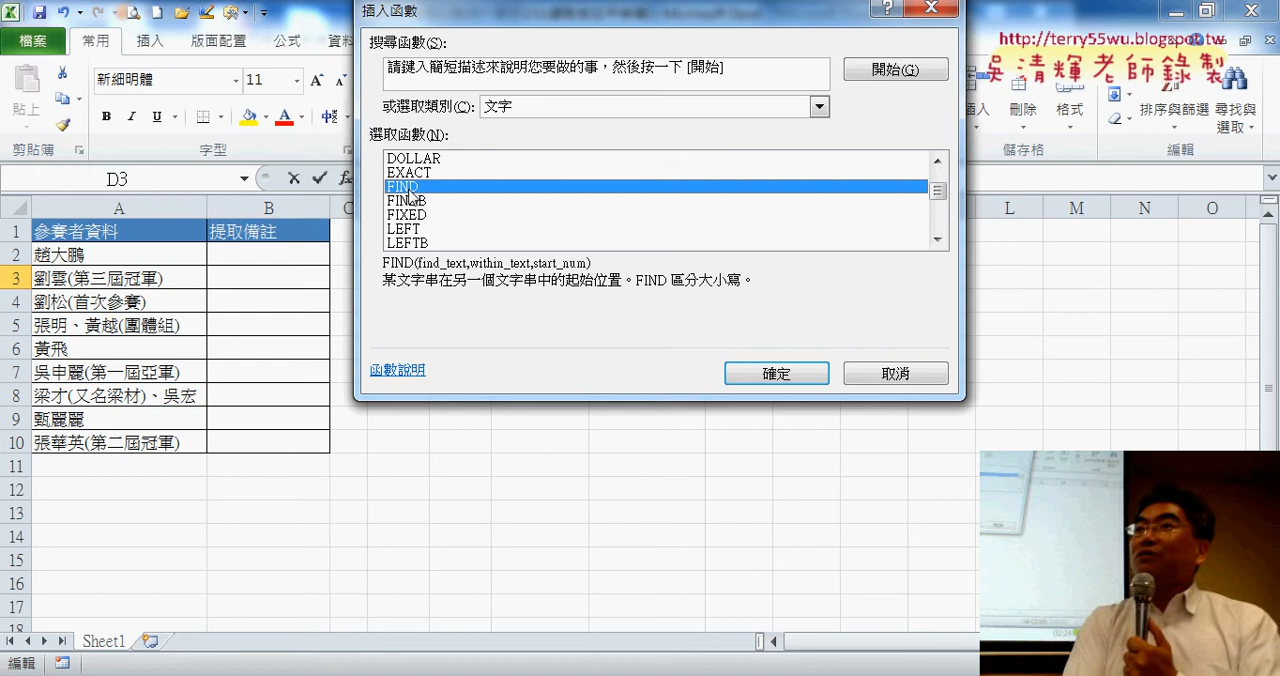 插入函數
檔案 常用 插入 版面配置 公式 資料
http://terry55wu.blogspot.tw
吳清輝老師錄製
搜尋函數(S):
請鍵入簡短描述來說明您要做的事，然後按一下 [開始]
開始(G)
或選取類別(C): 文字
選取函數(N):
DOLLAR
EXACT
FIND
FINDB
FIXED
LEFT
LEFTB
FIND(find_text,within_text,start_num)
某文字串在另一個文字串中的起始位置。FIND 區分大小寫。
函數說明
確定
取消
貼上
新細明體 11
B I U
剪貼簿 字型
插入 刪除 格式 排序與篩選 尋找與
選取
儲存格 編輯
D3
A B C L M N O
1 參賽者資料 提取備註
2 趙大鵬
3 劉雲(第三屆冠軍)
4 劉松(首次參賽)
5 張明、黃越(團體組)
6 黃飛
7 吳申麗(第一屆亞軍)
8 梁才(又名梁材)、吳宏
9 甄麗麗
10 張華英(第二屆冠軍)
11
12
13
14
15
16
17
18
Sheet1
編輯